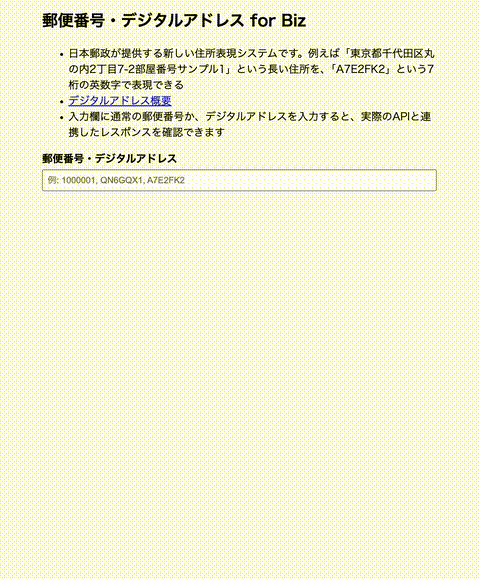 郵便番号・デジタルアドレス for Biz
• 日本郵政が提供する新しい住所表現システムです。例えば「東京都千代田区丸
の内2丁目7-2部屋番号サンプル1」という長い住所を、「A7E2FK2」という7
桁の英数字で表現できる
• デジタルアドレス概要
• 入力欄に通常の郵便番号か、デジタルアドレスを入力すると、実際のAPIと連
携したレスポンスを確認できます
郵便番号・デジタルアドレス
例: 1000001, QN6GQX1, A7E2FK2